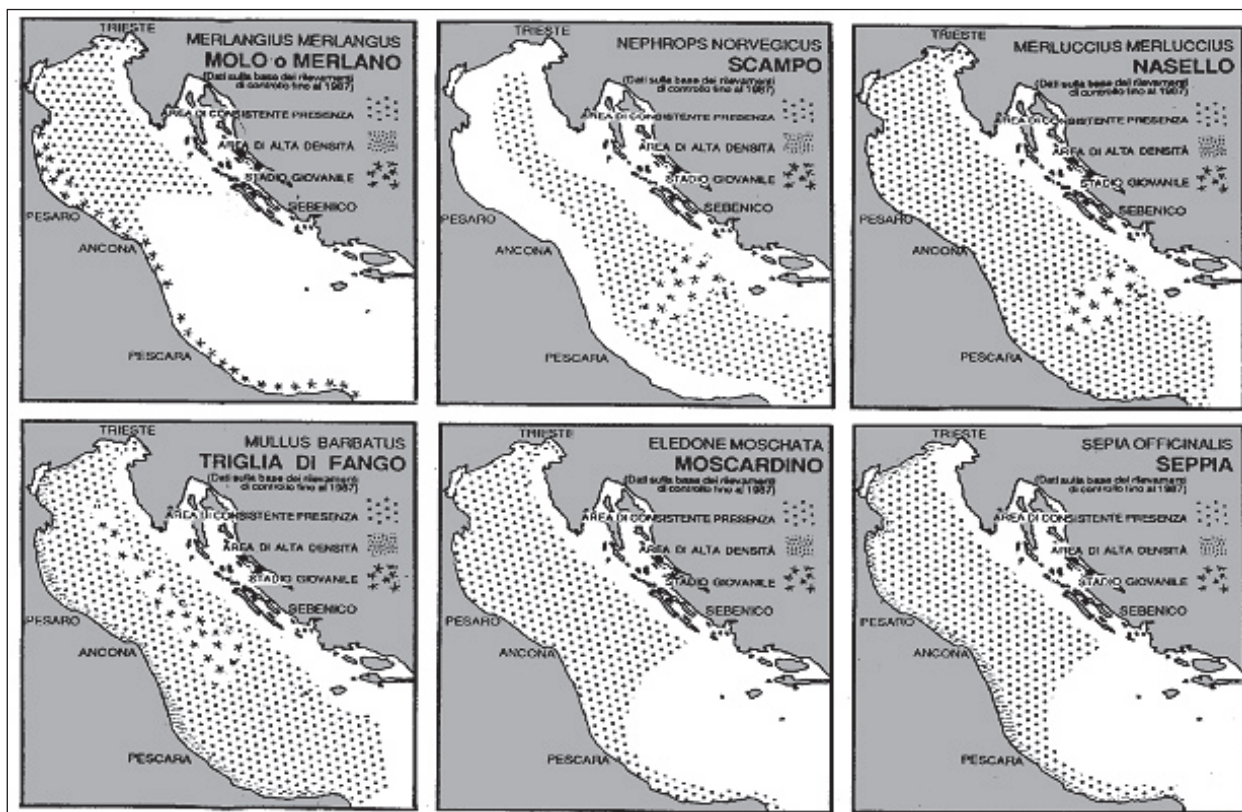 TRIESTE
MERLANGIUS MERLANGUS
MOLO o MERLANO
(Dati sulla base dei rilevamenti
di controllo fino al 1987)
AREA DI CONSISTENTE PRESENZA
AREA DI ALTA DENSITÀ
STADIO GIOVANILE
SEBENICO
PESARO
ANCONA
PESCARA
TRIESTE
NEPHROPS NORVEGICUS
SCAMPO
(Dati sulla base dei rilevamenti
di controllo fino al 1987)
AREA DI CONSISTENTE PRESENZA
AREA DI ALTA DENSITÀ
STADIO GIOVANILE
SEBENICO
PESARO
ANCONA
PESCARA
TRIESTE
MERLUCCIUS MERLUCCIUS
NASELLO
(Dati sulla base dei rilevamenti
di controllo fino al 1987)
AREA DI CONSISTENTE PRESENZA
AREA DI ALTA DENSITÀ
STADIO GIOVANILE
SEBENICO
PESARO
ANCONA
PESCARA
TRIESTE
MULLUS BARBATUS
TRIGLIA DI FANGO
(Dati sulla base dei rilevamenti
di controllo fino al 1987)
AREA DI CONSISTENTE PRESENZA
AREA DI ALTA DENSITÀ
STADIO GIOVANILE
SEBENICO
PESARO
ANCONA
PESCARA
TRIESTE
ELEDONE MOSCHATA
MOSCARDINO
(Dati sulla base dei rilevamenti
di controllo fino al 1987)
AREA DI CONSISTENTE PRESENZA
AREA DI ALTA DENSITÀ
STADIO GIOVANILE
SEBENICO
PESARO
ANCONA
PESCARA
TRIESTE
SEPIA OFFICINALIS
SEPPIA
(Dati sulla base dei rilevamenti
di controllo fino al 1987)
AREA DI CONSISTENTE PRESENZA
AREA DI ALTA DENSITÀ
STADIO GIOVANILE
SEBENICO
PESARO
ANCONA
PESCARA